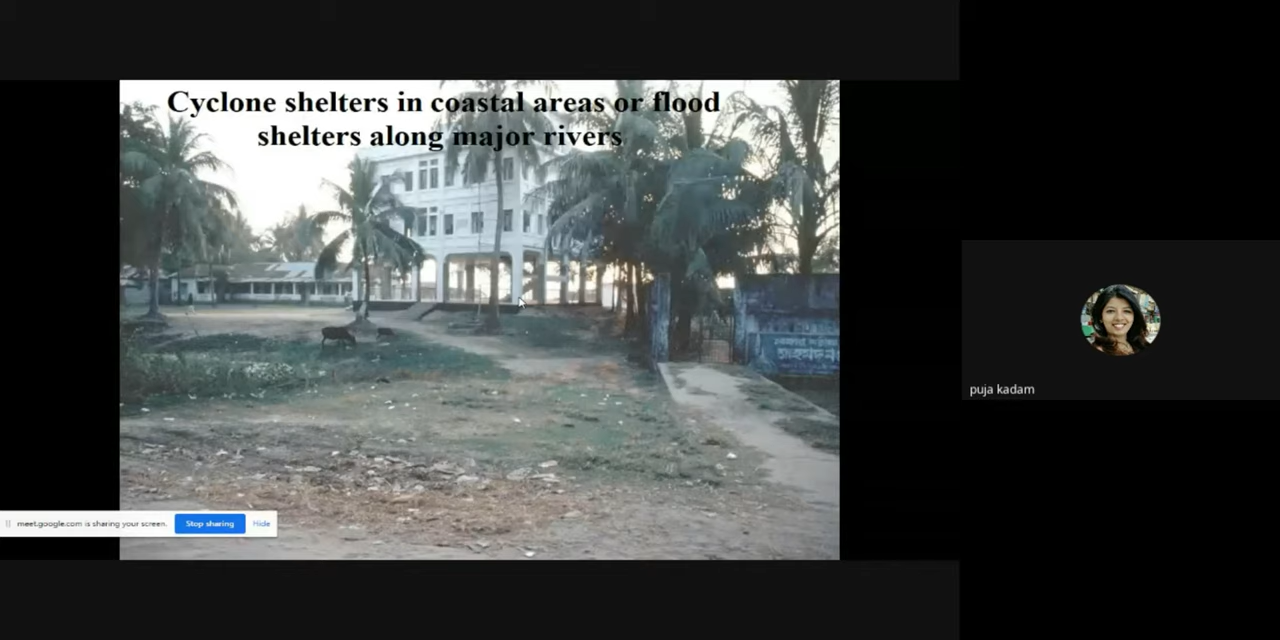 Cyclone shelters in coastal areas or flood
shelters along major rivers
puja kadam
meet.google.com is sharing your screen.
Stop sharing
Hide